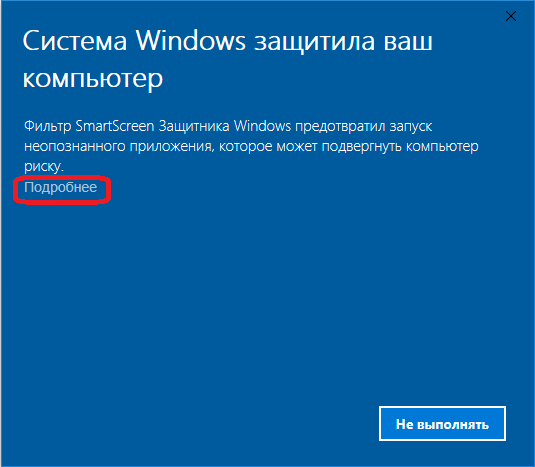 Система Windows защитила ваш
компьютер
Фильтр SmartScreen Защитника Windows предотвратил запуск
неопознанного приложения, которое может подвергнуть компьютер
риску.
Подробнее
Не выполнять